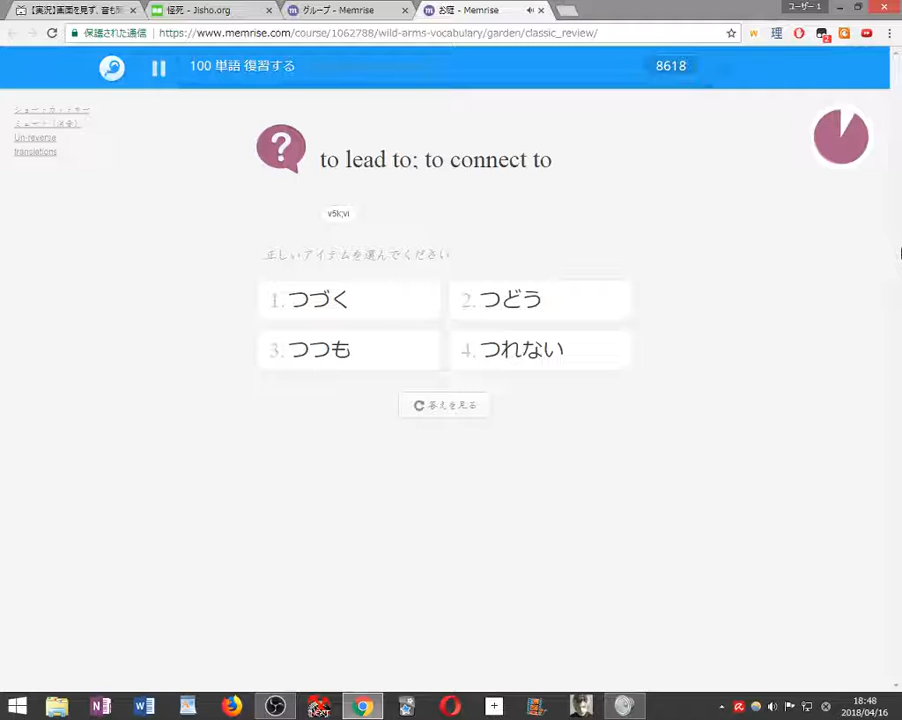 【実況】画面を見ず、音も
怪死 - Jisho.org
グループ - Memrise
お庭 - Memrise
ユーザー 1
保護された通信
https://www.memrise.com/course/1062788/wild-arms-vocabulary/garden/classic_review/
100 単語 復習する
8618
Un-reverse
translations
to lead to; to connect to
v5k;vi
正しいアイテムを選んでください
1. つづく
2. つどう
3. つつも
4. つれない
答えを見る
18:48
2018/04/16